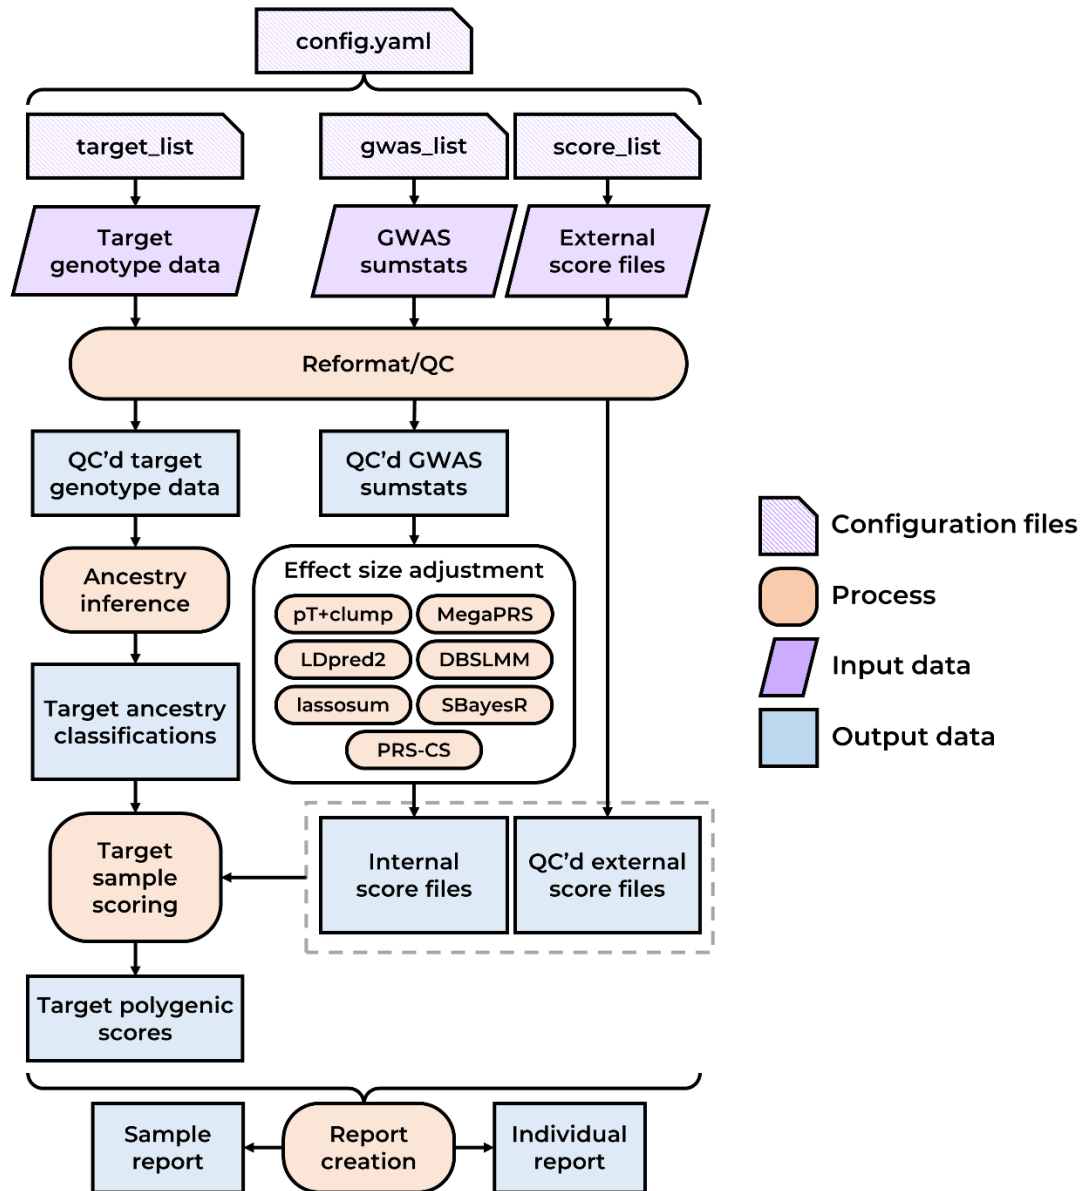 config.yaml
target_list
gwas_list
score_list
Target
genotype data
GWAS
sumstats
External
score files
Reformat/QC
QC’d target
genotype data
QC’d GWAS
sumstats
Ancestry
inference
Effect size adjustment
pT+clump
MegaPRS
LDpred2
DBSLMM
lassosum
SBayesR
PRS-CS
Target ancestry
classifications
Target
sample
scoring
Internal
score files
QC’d external
score files
Target polygenic
scores
Sample
report
Report
creation
Individual
report
Configuration files
Process
Input data
Output data